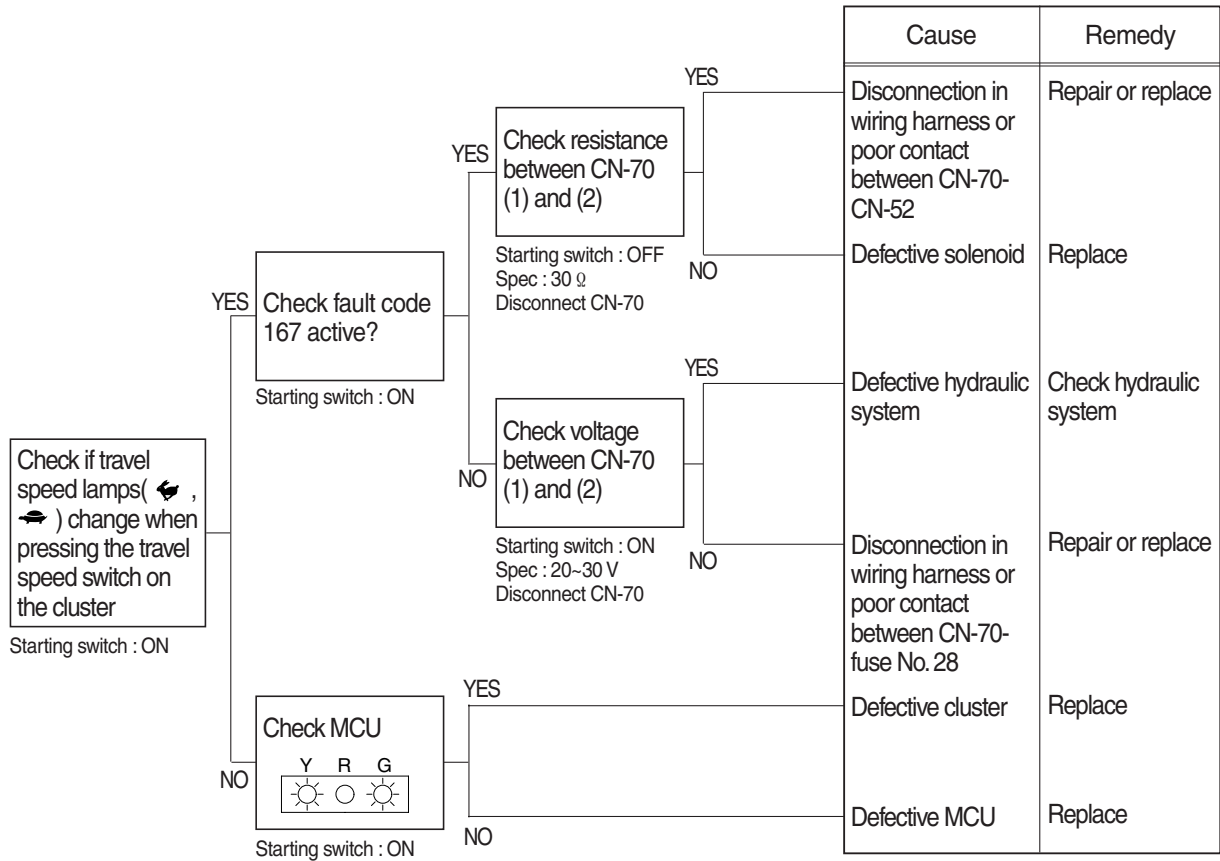 Cause
Remedy
YES
Disconnection in
wiring harness or
poor contact
between CN-70-
CN-52
Repair or replace
YES
Check resistance
between CN-70
(1) and (2)
Starting switch : OFF
Spec : 30 Ω
Disconnect CN-70
NO
Defective solenoid
Replace
YES
Check fault code
167 active?
Starting switch : ON
YES
Defective hydraulic
system
Check hydraulic
system
NO
Check voltage
between CN-70
(1) and (2)
Starting switch : ON
Spec : 20~30 V
Disconnect CN-70
NO
Disconnection in
wiring harness or
poor contact
between CN-70-
fuse No. 28
Repair or replace
Check if travel
speed lamps( ,
) change when
pressing the travel
speed switch on
the cluster
Starting switch : ON
NO
Check MCU
Y R G
Starting switch : ON
YES
Defective cluster
Replace
NO
Defective MCU
Replace